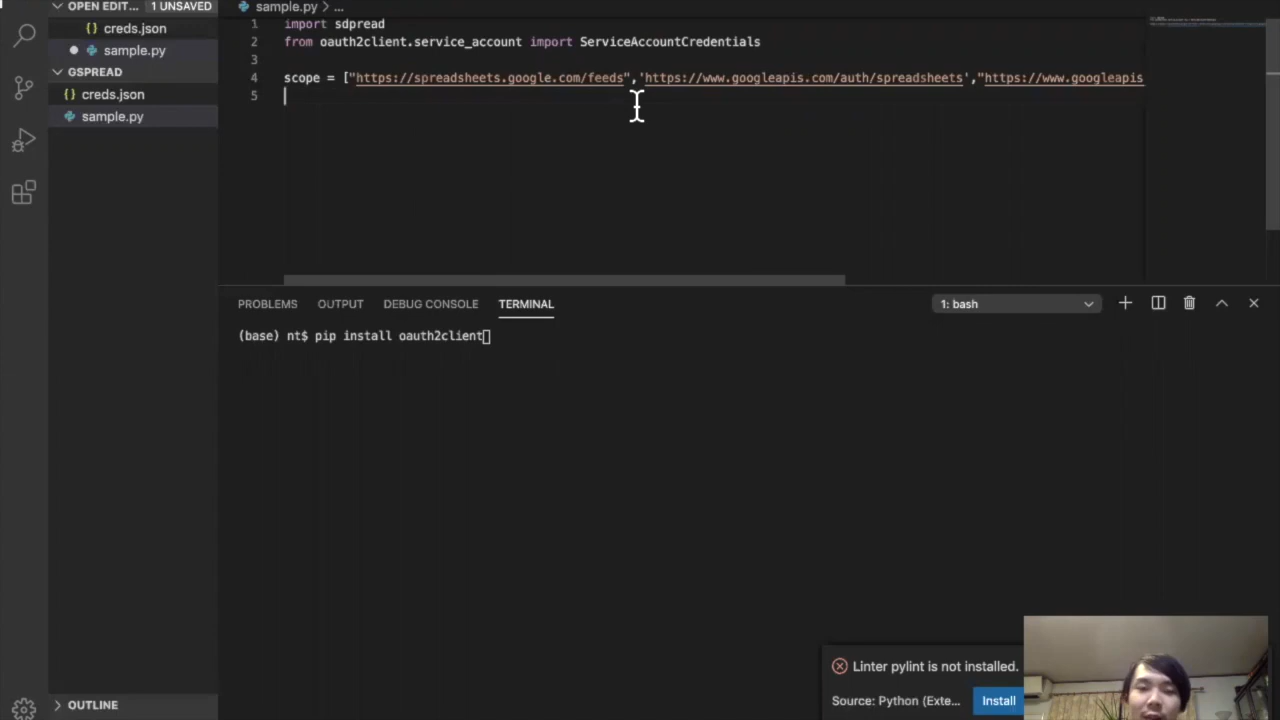 OPEN EDIT... 1 UNSAVED
creds.json
sample.py
GSPREAD
creds.json
sample.py
OUTLINE
sample.py > ...
1 import sdpread
2 from oauth2client.service_account import ServiceAccountCredentials
3
4 scope = ["https://spreadsheets.google.com/feeds",'https://www.googleapis.com/auth/spreadsheets',"https://www.googleapis
5
PROBLEMS OUTPUT DEBUG CONSOLE TERMINAL 1: bash
(base) nt$ pip install oauth2client
Linter pylint is not installed.
Source: Python (Exte... Install